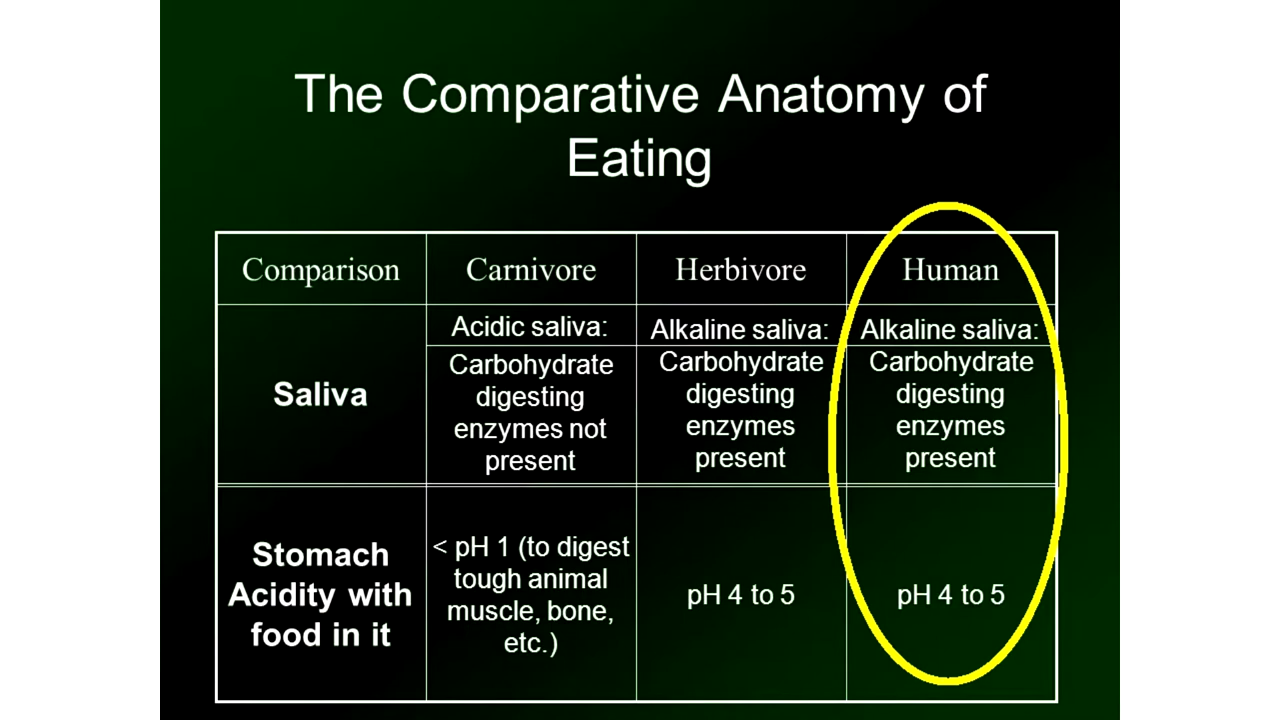 The Comparative Anatomy of
Eating
Comparison
Carnivore
Herbivore
Human
Saliva
Acidic saliva:
Carbohydrate
digesting
enzymes not
present
Alkaline saliva:
Carbohydrate
digesting
enzymes
present
Alkaline saliva:
Carbohydrate
digesting
enzymes
present
Stomach
Acidity with
food in it
< pH 1 (to digest
tough animal
muscle, bone,
etc.)
pH 4 to 5
pH 4 to 5